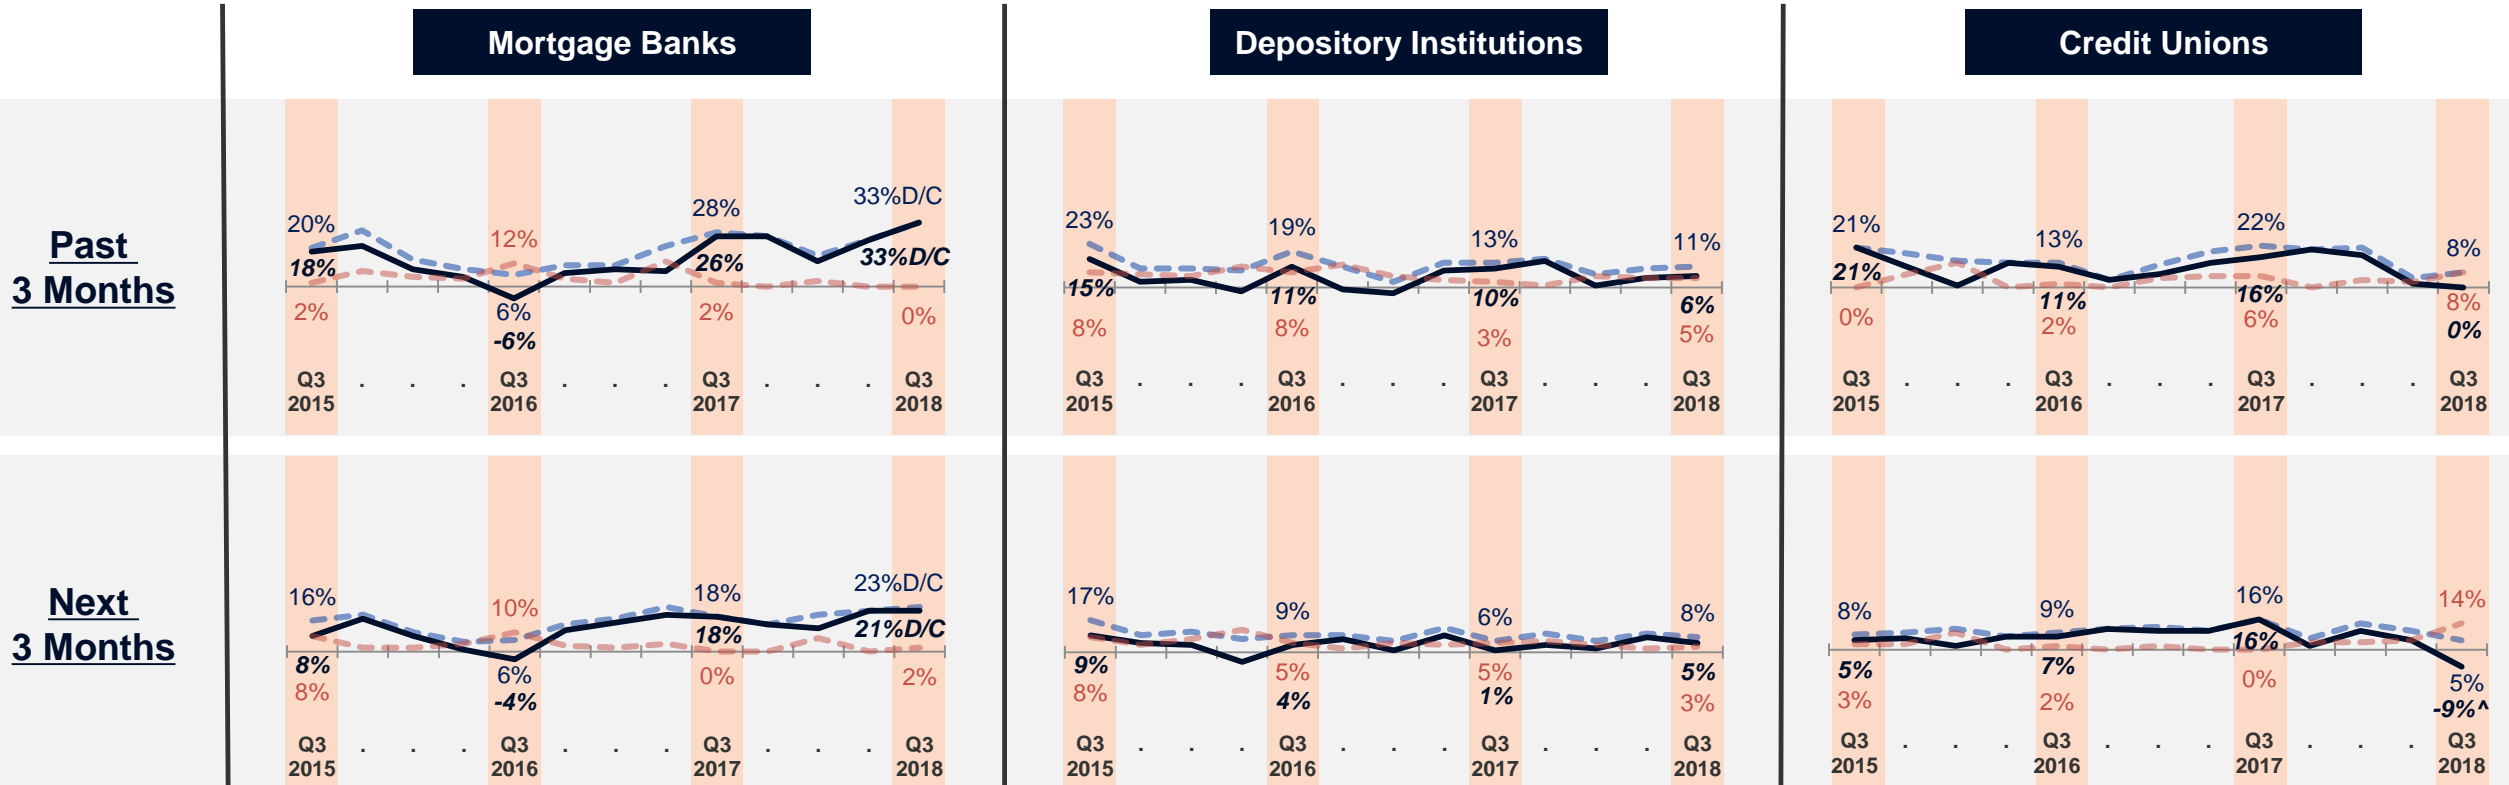 Mortgage Banks
Depository Institutions
Credit Unions
Past
3 Months
20%
18%
2%
12%
6%
-6%
28%
26%
2%
33%D/C
33%D/C
0%
Q3 . . . Q3 . . . Q3 . . . Q3
2015 2016 2017 2018
23%
15%
8%
19%
11%
8%
13%
10%
3%
11%
6%
5%
Q3 . . . Q3 . . . Q3 . . . Q3
2015 2016 2017 2018
21%
21%
0%
13%
11%
2%
22%
16%
6%
8%
8%
0%
Q3 . . . Q3 . . . Q3 . . . Q3
2015 2016 2017 2018
Next
3 Months
16%
8%
8%
10%
6%
-4%
18%
18%
0%
23%D/C
21%D/C
2%
Q3 . . . Q3 . . . Q3 . . . Q3
2015 2016 2017 2018
17%
9%
8%
9%
5%
4%
6%
5%
1%
8%
5%
3%
Q3 . . . Q3 . . . Q3 . . . Q3
2015 2016 2017 2018
8%
5%
3%
9%
7%
2%
16%
16%
0%
14%
5%
-9%^
Q3 . . . Q3 . . . Q3 . . . Q3
2015 2016 2017 2018